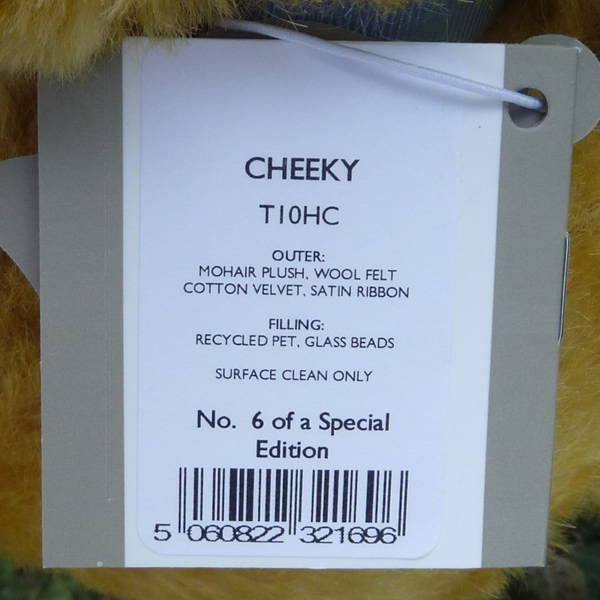 CHEEKY
T10HC
OUTER:
MOHAIR PLUSH, WOOL FELT
COTTON VELVET, SATIN RIBBON
FILLING:
RECYCLED PET, GLASS BEADS
SURFACE CLEAN ONLY
No. 6 of a Special
Edition
5 060822 321696